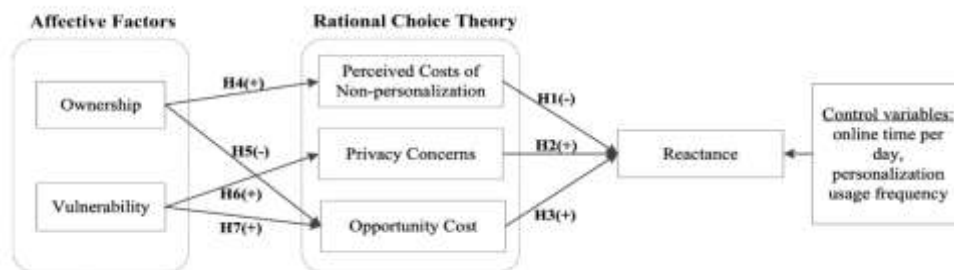 Affective Factors
Rational Choice Theory
Ownership
Vulnerability
H4(+)
H5(-)
H6(+)
H7(+)
Perceived Costs of
Non-personalization
Privacy Concerns
Opportunity Cost
H1(-)
H2(+)
H3(+)
Reactance
Control variables:
online time per
day,
personalization
usage frequency